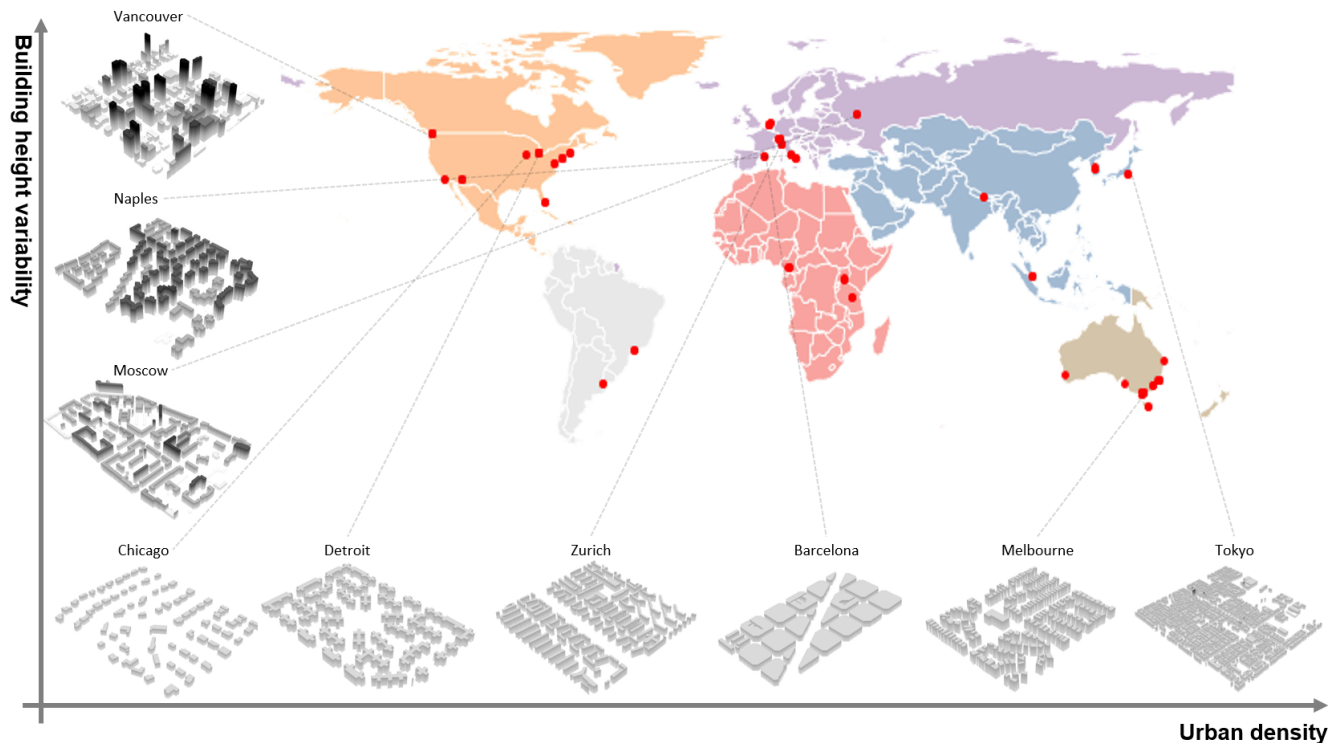 Vancouver
Building height variability
Naples
Moscow
Chicago
Detroit
Zurich
Barcelona
Melbourne
Tokyo
Urban density